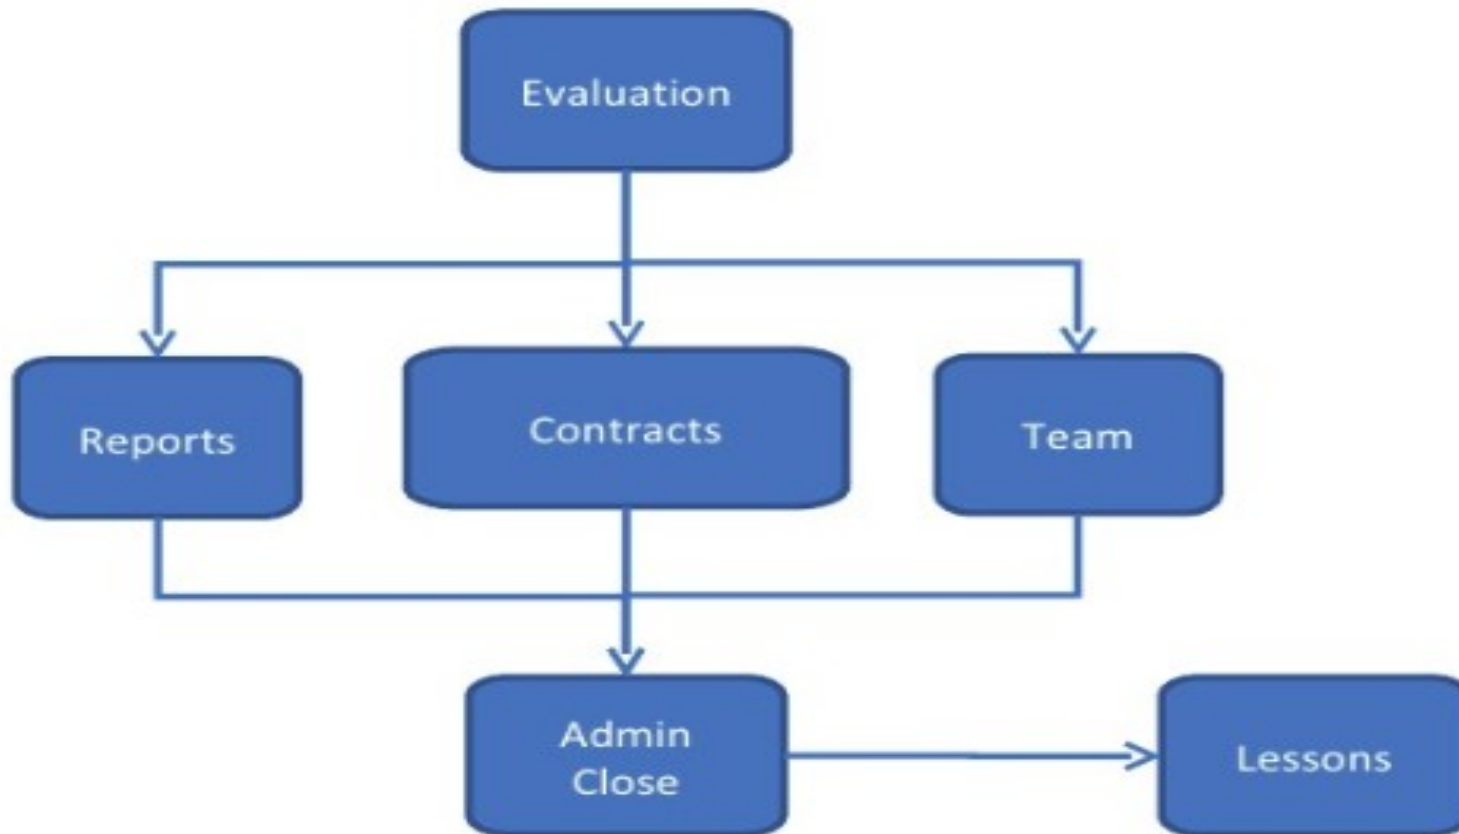 Evaluation
Reports
Contracts
Team
Admin
Close
Lessons